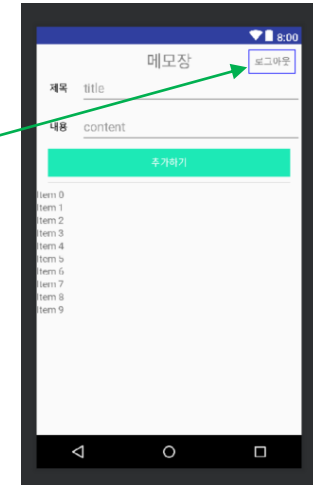 8:00
메모장 로그아웃
제목 title
내용 content
추가하기
Item 0
Item 1
Item 2
Item 3
Item 4
Item 5
Item 6
Item 7
Item 8
Item 9